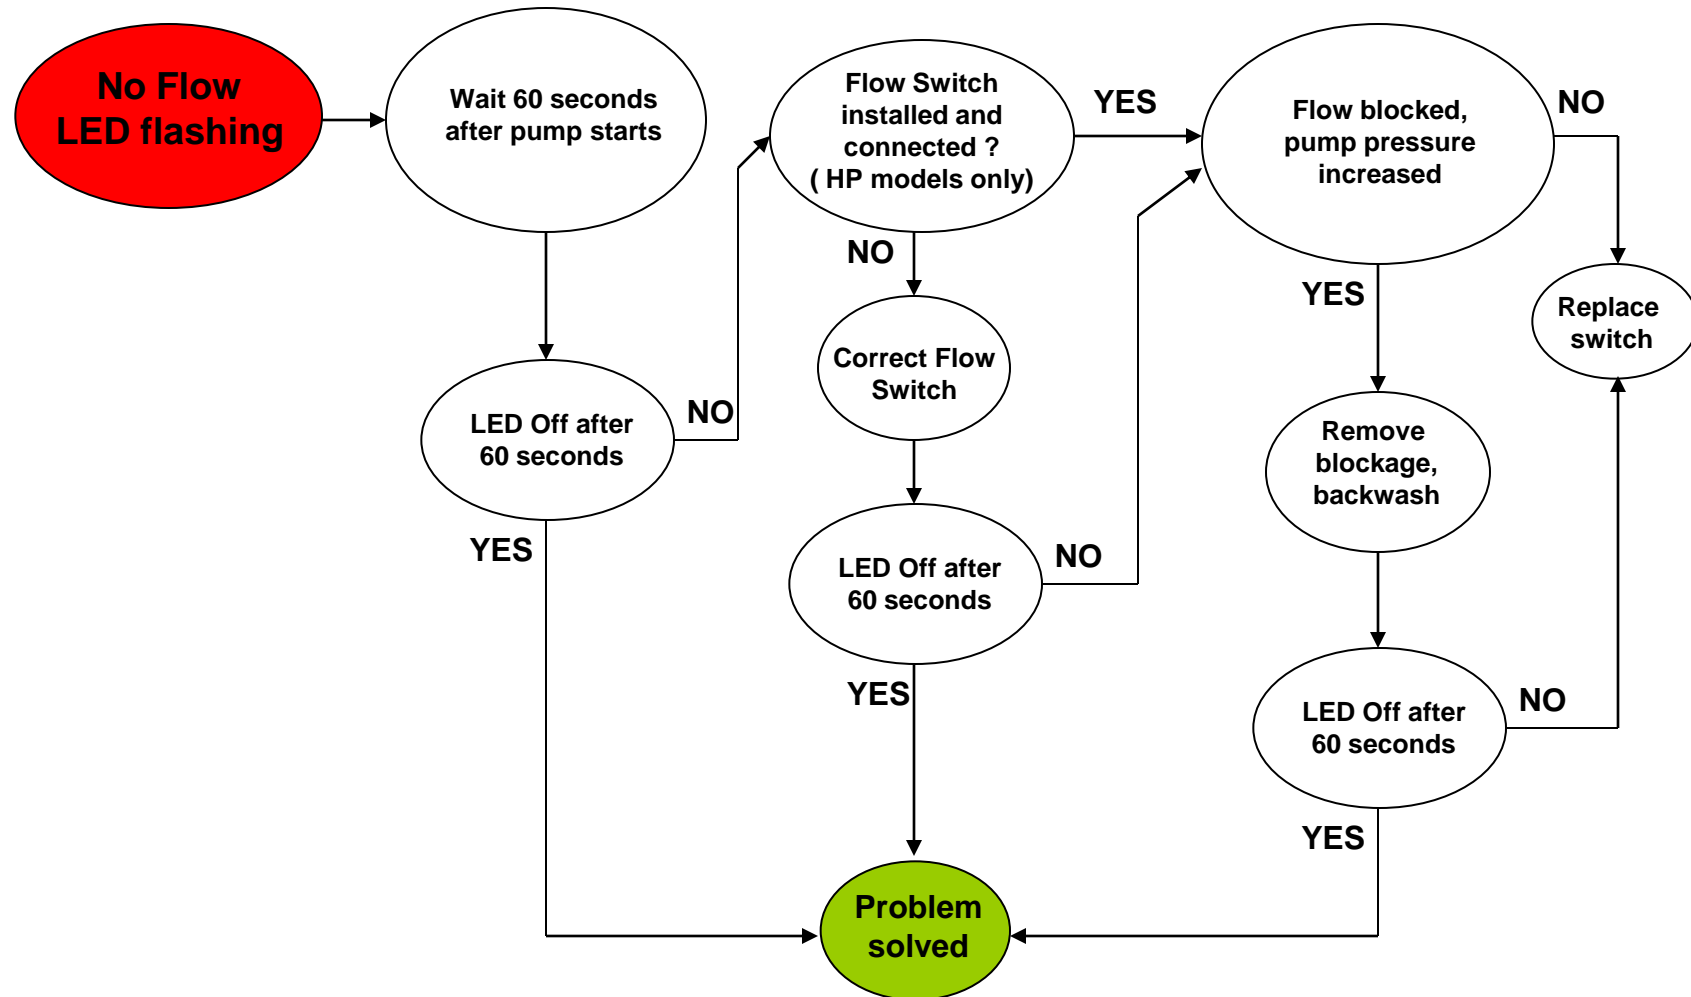 No Flow
LED flashing
Wait 60 seconds
after pump starts
Flow Switch
installed and
connected ?
( HP models only)
YES
Flow blocked,
pump pressure
increased
NO
NO
YES
Replace
switch
Correct Flow
Switch
LED Off after
60 seconds
NO
Remove
blockage,
backwash
YES
LED Off after
60 seconds
NO
YES
LED Off after
60 seconds
NO
YES
Problem
solved